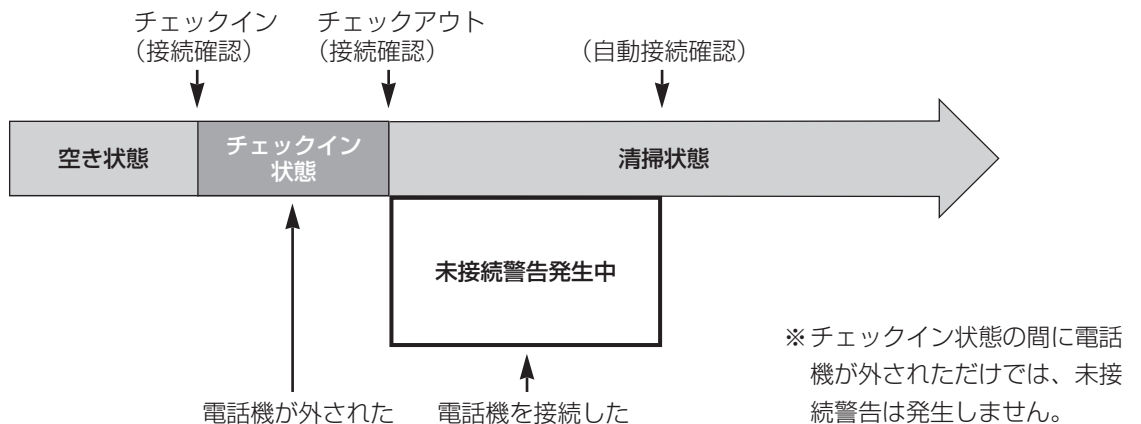 チェックイン
（接続確認）
チェックアウト
（接続確認）
（自動接続確認）
空き状態
チェックイン
状態
清掃状態
未接続警告発生中
電話機が外された
電話機を接続した
※チェックイン状態の間に電話
機が外されただけでは、未接
続警告は発生しません。